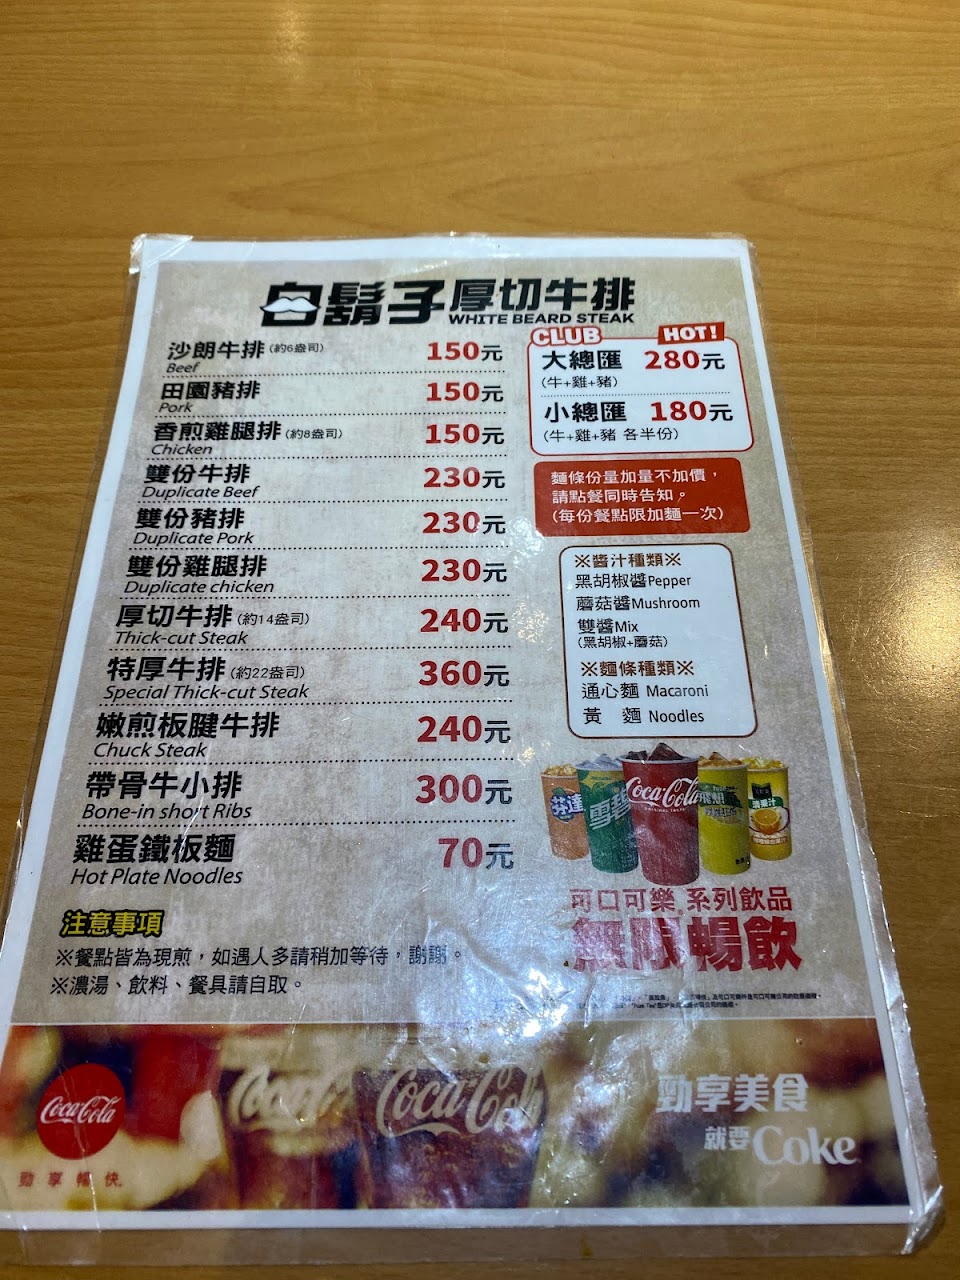 白鬍子厚切牛排
WHITE BEARD STEAK
沙朗牛排(約6盎司) 150元
Beef
田園豬排 150元
Pork
香煎雞腿排(約8盎司) 150元
Chicken
雙份牛排 230元
Duplicate Beef
雙份豬排 230元
Duplicate Pork
雙份雞腿排 230元
Duplicate chicken
厚切牛排(約14盎司) 240元
Thick-cut Steak
特厚牛排(約22盎司) 360元
Special Thick-cut Steak
嫩煎板腱牛排 240元
Chuck Steak
帶骨牛小排 300元
Bone-in short Ribs
雞蛋鐵板麵 70元
Hot Plate Noodles
注意事項
※餐點皆為現煎，如遇人多請稍加等待，謝謝。
※濃湯、飲料、餐具請自取。
CLUB HOT!
大總匯 280元
(牛+雞+豬)
小總匯 180元
(牛+雞+豬 各半份)
麵條份量加量不加價，
請點餐同時告知。
(每份餐點限加麵一次)
※醬汁種類※
黑胡椒醬Pepper
蘑菇醬Mushroom
雙醬Mix
(黑胡椒+蘑菇)
※麵條種類※
通心麵 Macaroni
黃 麵 Noodles
芬達
雪碧
Coca-Cola
可口可樂 系列飲品
無限暢飲
Coca-Cola
勁享暢快
Coca-Cola
勁享美食
就要Coke